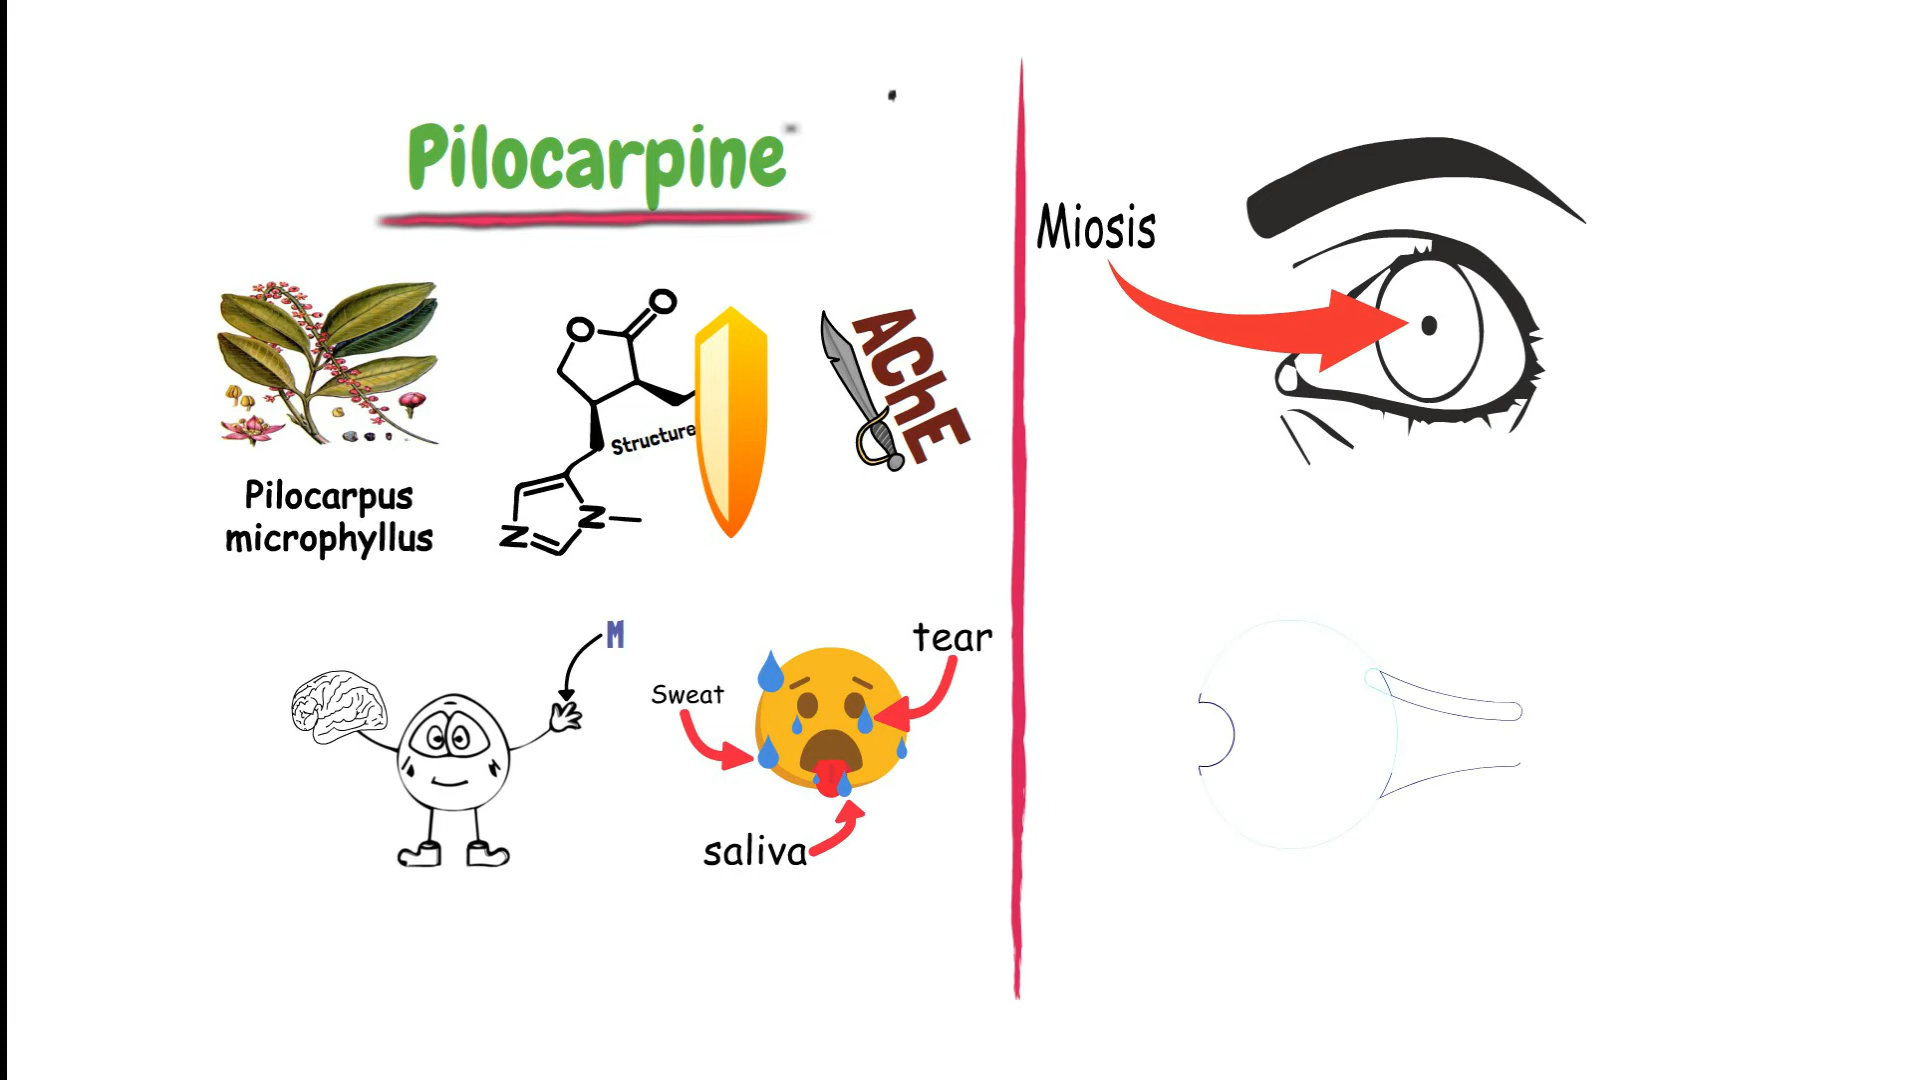 Pilocarpine
Miosis
O
O
Structure
N
N
AChE
Pilocarpus
microphyllus
M
Sweat
tear
saliva